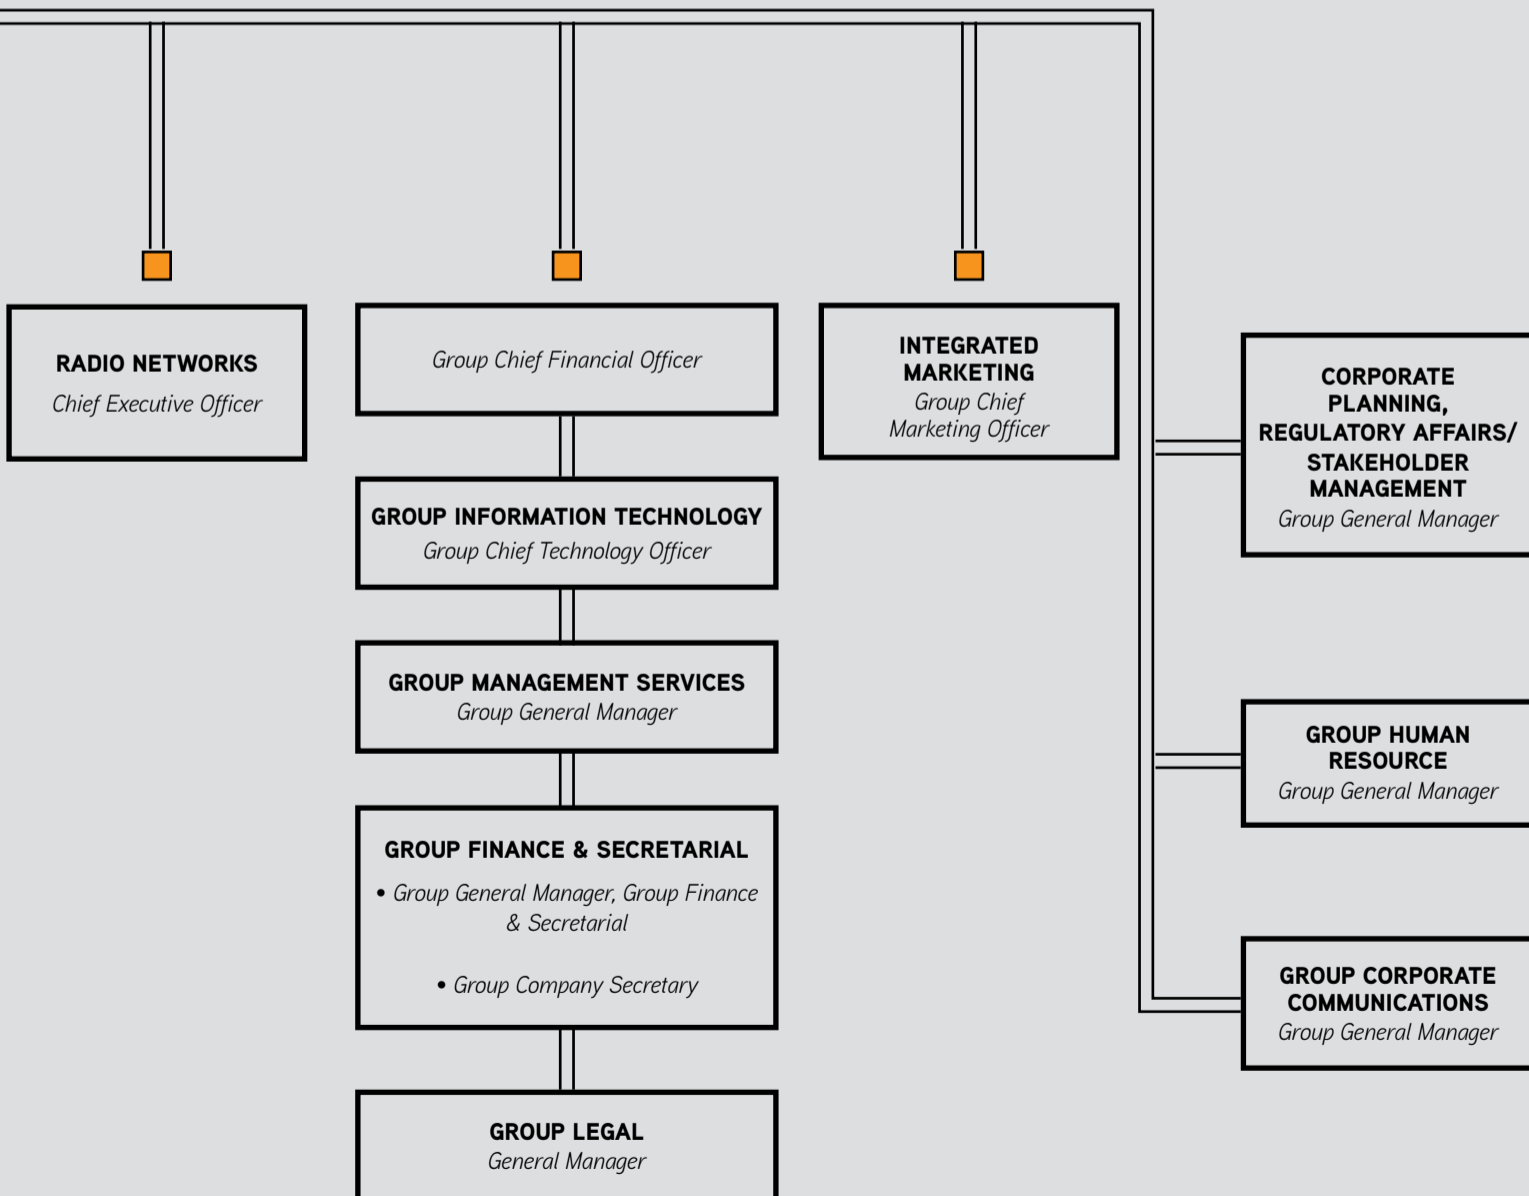 RADIO NETWORKS
Chief Executive Officer
Group Chief Financial Officer
GROUP INFORMATION TECHNOLOGY
Group Chief Technology Officer
GROUP MANAGEMENT SERVICES
Group General Manager
GROUP FINANCE & SECRETARIAL
• Group General Manager, Group Finance
& Secretarial
• Group Company Secretary
GROUP LEGAL
General Manager
INTEGRATED
MARKETING
Group Chief
Marketing Officer
CORPORATE
PLANNING,
REGULATORY AFFAIRS/
STAKEHOLDER
MANAGEMENT
Group General Manager
GROUP HUMAN
RESOURCE
Group General Manager
GROUP CORPORATE
COMMUNICATIONS
Group General Manager